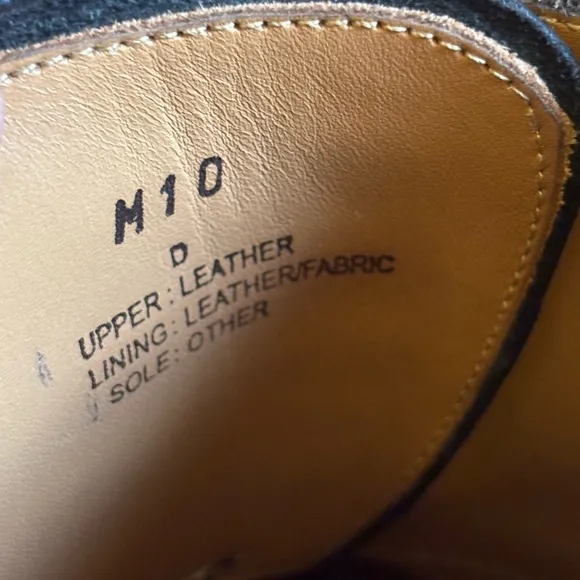 M10
D
UPPER: LEATHER
LINING: LEATHER/FABRIC
SOLE: OTHER